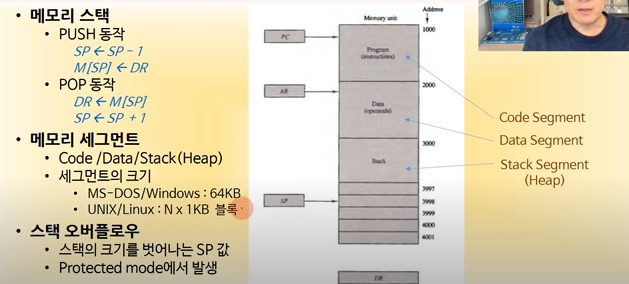 • 메모리 스택
• PUSH 동작
SP ← SP – 1
M[SP] ← DR
• POP 동작
DR ← M[SP]
SP ← SP + 1
• 메모리 세그먼트
• Code /Data/Stack(Heap)
• 세그먼트의 크기
• MS-DOS/Windows : 64KB
• UNIX/Linux : N x 1KB 블록
• 스택 오버플로우
• 스택의 크기를 벗어나는 SP 값
• Protected mode에서 발생
Memory unit
Address
PC
1000
Program
(instructions)
AR
2000
Data
(operands)
3000
Stack
3997
SP
3998
3999
4000
4001
DR
Code Segment
Data Segment
Stack Segment
(Heap)